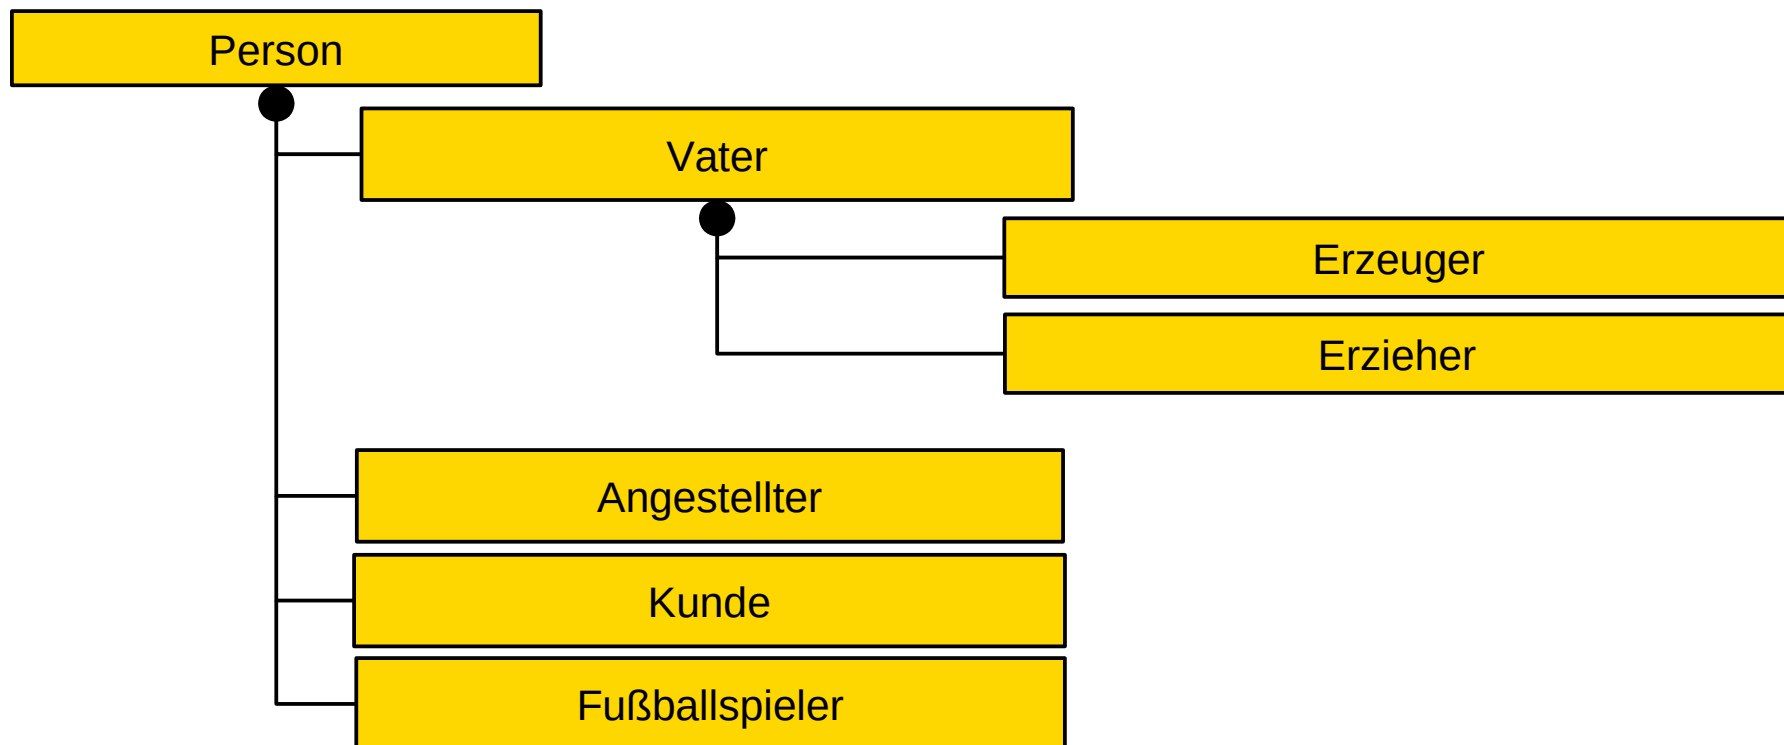 Person
Vater
Erzeuger
Erzieher
Angestellter
Kunde
Fußballspieler